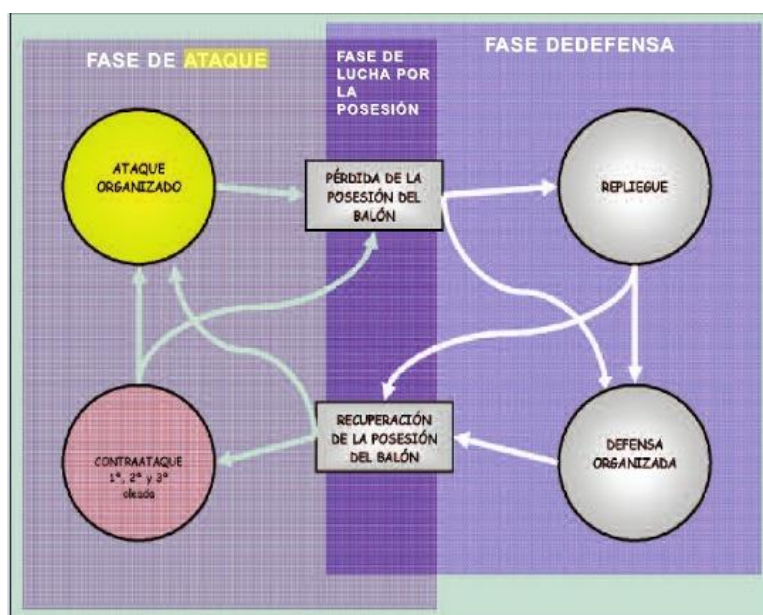 FASE DE ATAQUE
FASE DE
LUCHA POR
LA
POSESIÓN
FASE DEDEFENSA
ATAQUE
ORGANIZADO
PÉRDIDA DE LA
POSESIÓN DEL
BALÓN
REPLIEGUE
CONTRAATAQUE
1ª, 2ª y 3ª
oleada
RECUPERACIÓN
DE LA POSESIÓN
DEL BALÓN
DEFENSA
ORGANIZADA